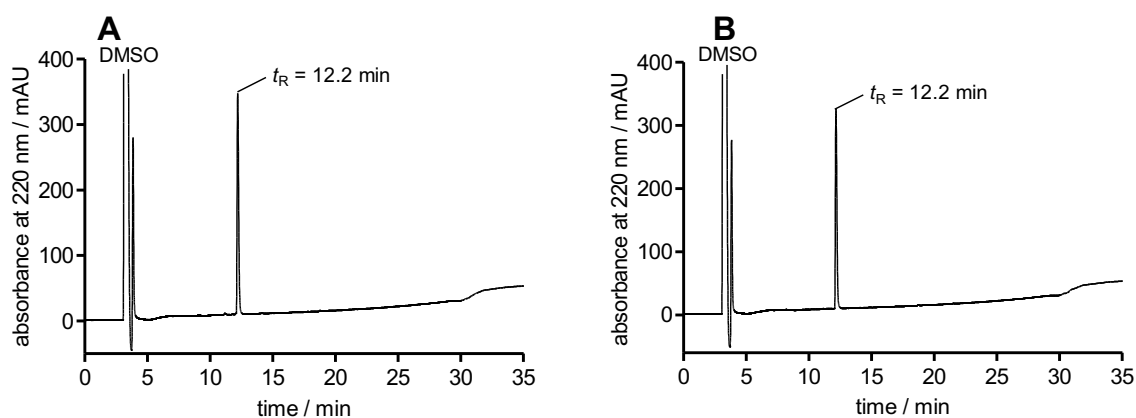 A
DMSO
tR = 12.2 min
absorbance at 220 nm / mAU
400
300
200
100
0
0 5 10 15 20 25 30 35
time / min
B
DMSO
tR = 12.2 min
absorbance at 220 nm / mAU
400
300
200
100
0
0 5 10 15 20 25 30 35
time / min